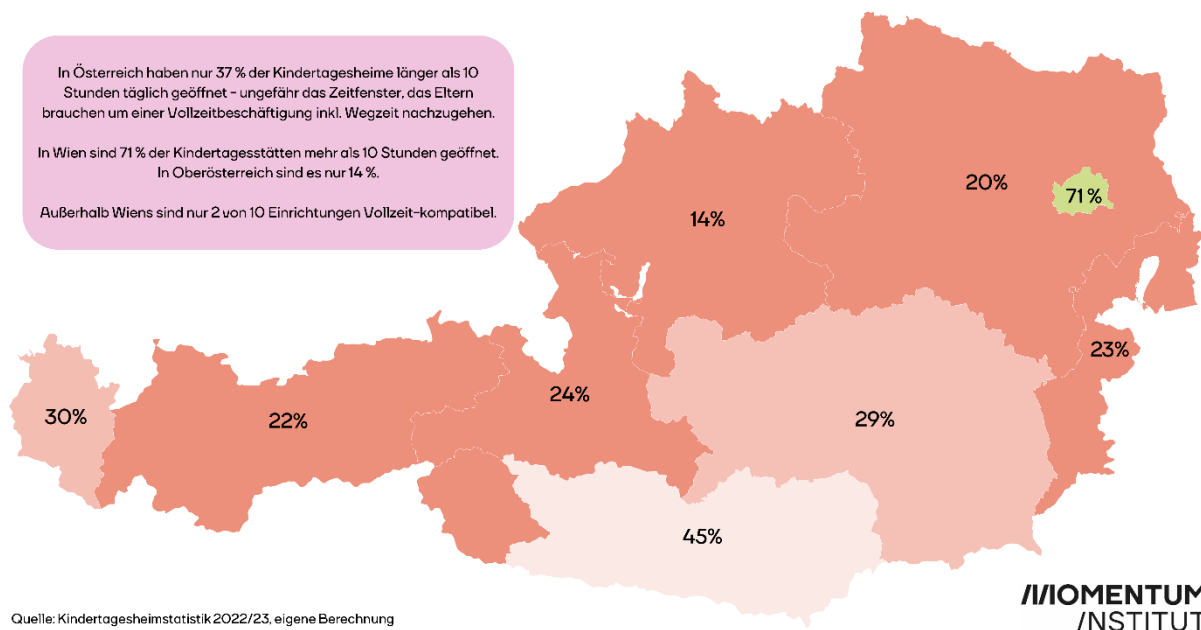 In Österreich haben nur 37 % der Kindertagesheime länger als 10
Stunden täglich geöffnet - ungefähr das Zeitfenster, das Eltern
brauchen um einer Vollzeitbeschäftigung inkl. Wegzeit nachzugehen.
In Wien sind 71 % der Kindertagesstätten mehr als 10 Stunden geöffnet.
In Oberösterreich sind es nur 14 %.
Außerhalb Wiens sind nur 2 von 10 Einrichtungen Vollzeit-kompatibel.
20%
71%
14%
23%
24%
30%
22%
29%
45%
Quelle: Kindertagesheimstatistik 2022/23, eigene Berechnung
///OMENTUM
/NSTITUT